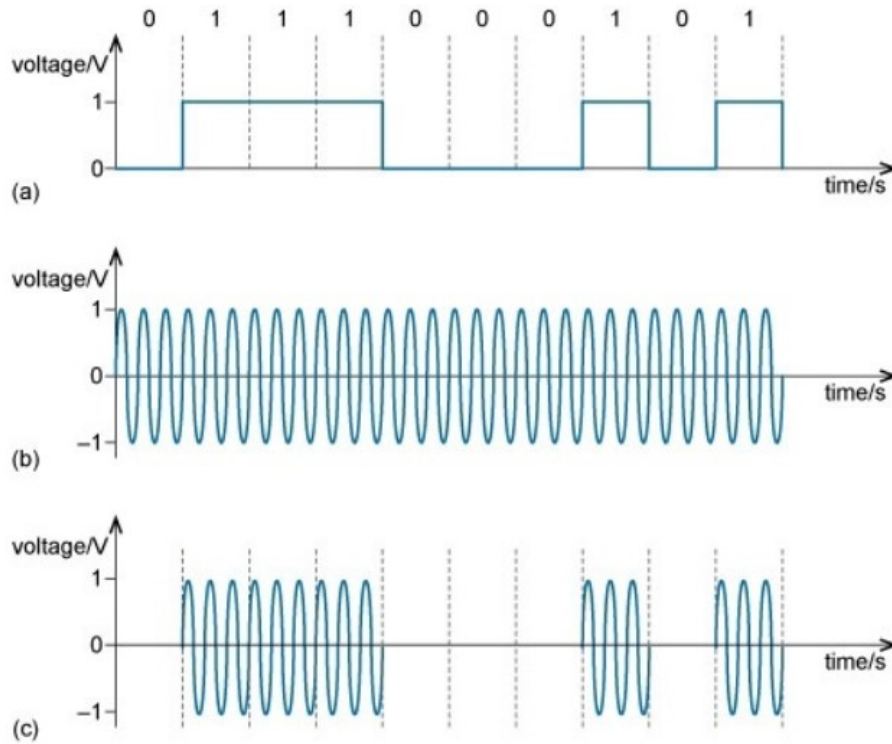 0 1 1 1 0 0 0 1 0 1
voltage/V
1
0
time/s
(a)
voltage/V
1
0
time/s
–1
(b)
voltage/V
1
0
time/s
–1
(c)